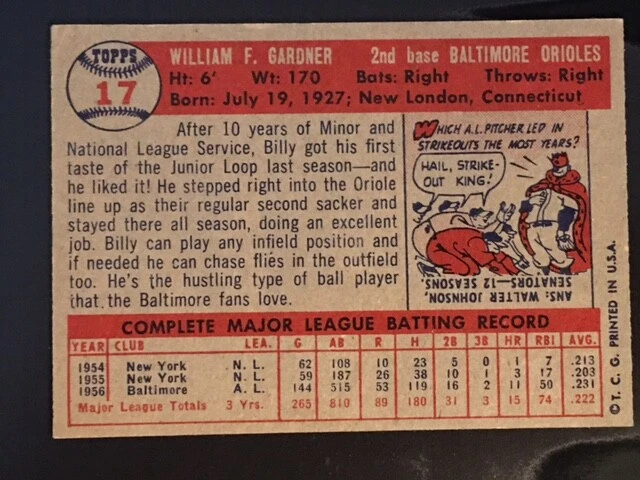 TOPPS
17
WILLIAM F. GARDNER 2nd base BALTIMORE ORIOLES
Ht: 6' Wt: 170 Bats: Right Throws: Right
Born: July 19, 1927; New London, Connecticut
After 10 years of Minor and
National League Service, Billy got his first
taste of the Junior Loop last season—and
he liked it! He stepped right into the Oriole
line up as their regular second sacker and
stayed there all season, doing an excellent
job. Billy can play any infield position and
if needed he can chase flies in the outfield
too. He's the hustling type of ball player
that the Baltimore fans love.
WHICH A.L. PITCHER LED IN
STRIKEOUTS THE MOST YEARS?
HAIL, STRIKE-
OUT KING!
ANS: WALTER JOHNSON,
SENATORS—12 SEASONS.
COMPLETE MAJOR LEAGUE BATTING RECORD
YEAR CLUB LEA. G AB R H 2B 3B HR RBI AVG.
1954 New York N. L. 62 108 10 23 5 0 1 7 .213
1955 New York N. L. 59 187 26 38 10 1 3 17 .203
1956 Baltimore A. L. 144 515 53 119 16 2 11 50 .231
Major League Totals 3 Yrs. 265 810 89 180 31 3 15 74 .222
© T. C. G. PRINTED IN U.S.A.